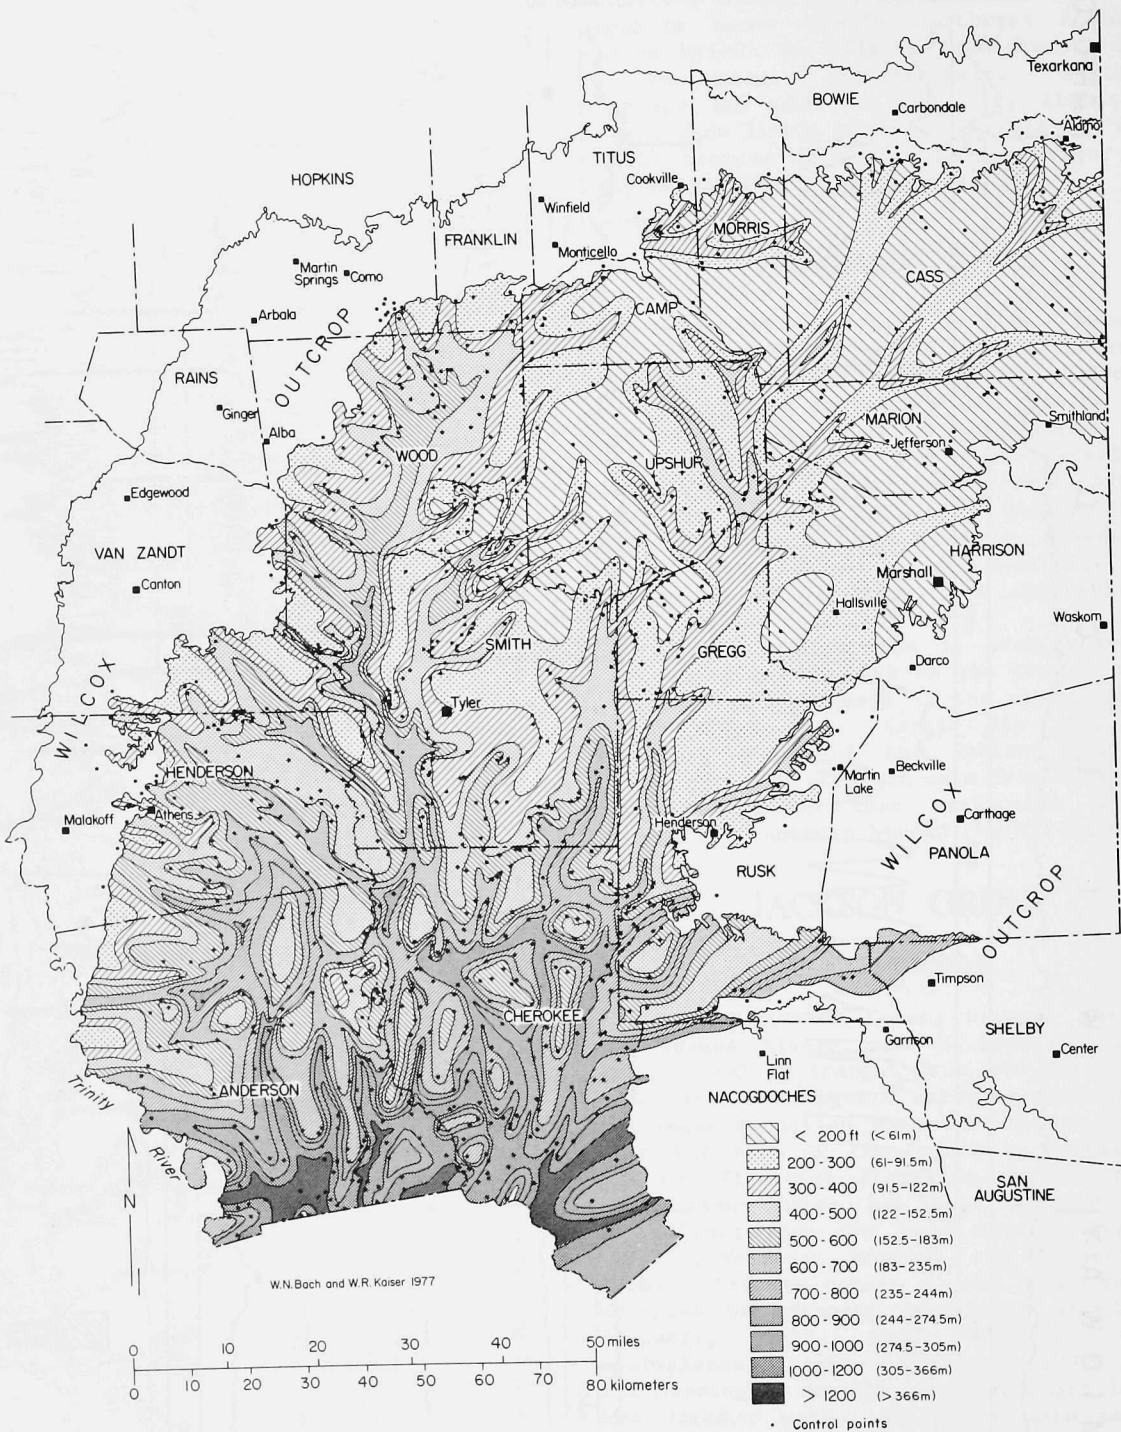 Texarkana
BOWIE
Carbondale
Alamo
TITUS
HOPKINS
Cookville
Winfield
MORRIS
FRANKLIN
Monticello
Martin
Springs
Como
CASS
CAMP
Arbala
OUTCROP
RAINS
Ginger
Alba
MARION
Smithland
Jefferson
WOOD
UPSHUR
Edgewood
VAN ZANDT
Canton
HARRISON
Marshall
Hallsville
Waskom
SMITH
GREGG
Darco
WILCOX
Tyler
HENDERSON
Martin
Lake
Beckville
Malakoff
Athens
Henderson
WILCOX
Carthage
PANOLA
RUSK
OUTCROP
Timpson
CHEROKEE
SHELBY
Garrison
Center
Linn
Flat
ANDERSON
NACOGDOCHES
Trinity
River
N
SAN
AUGUSTINE
< 200 ft (< 61m)
200-300 (61-91.5m)
300-400 (91.5-122m)
400-500 (122-152.5m)
500-600 (152.5-183m)
600-700 (183-235m)
700-800 (235-244m)
800-900 (244-274.5m)
900-1000 (274.5-305m)
1000-1200 (305-366m)
> 1200 (> 366m)
Control points
W.N. Bach and W.R. Kaiser 1977
0 10 20 30 40 50 miles
0 10 20 30 40 50 60 70 80 kilometers